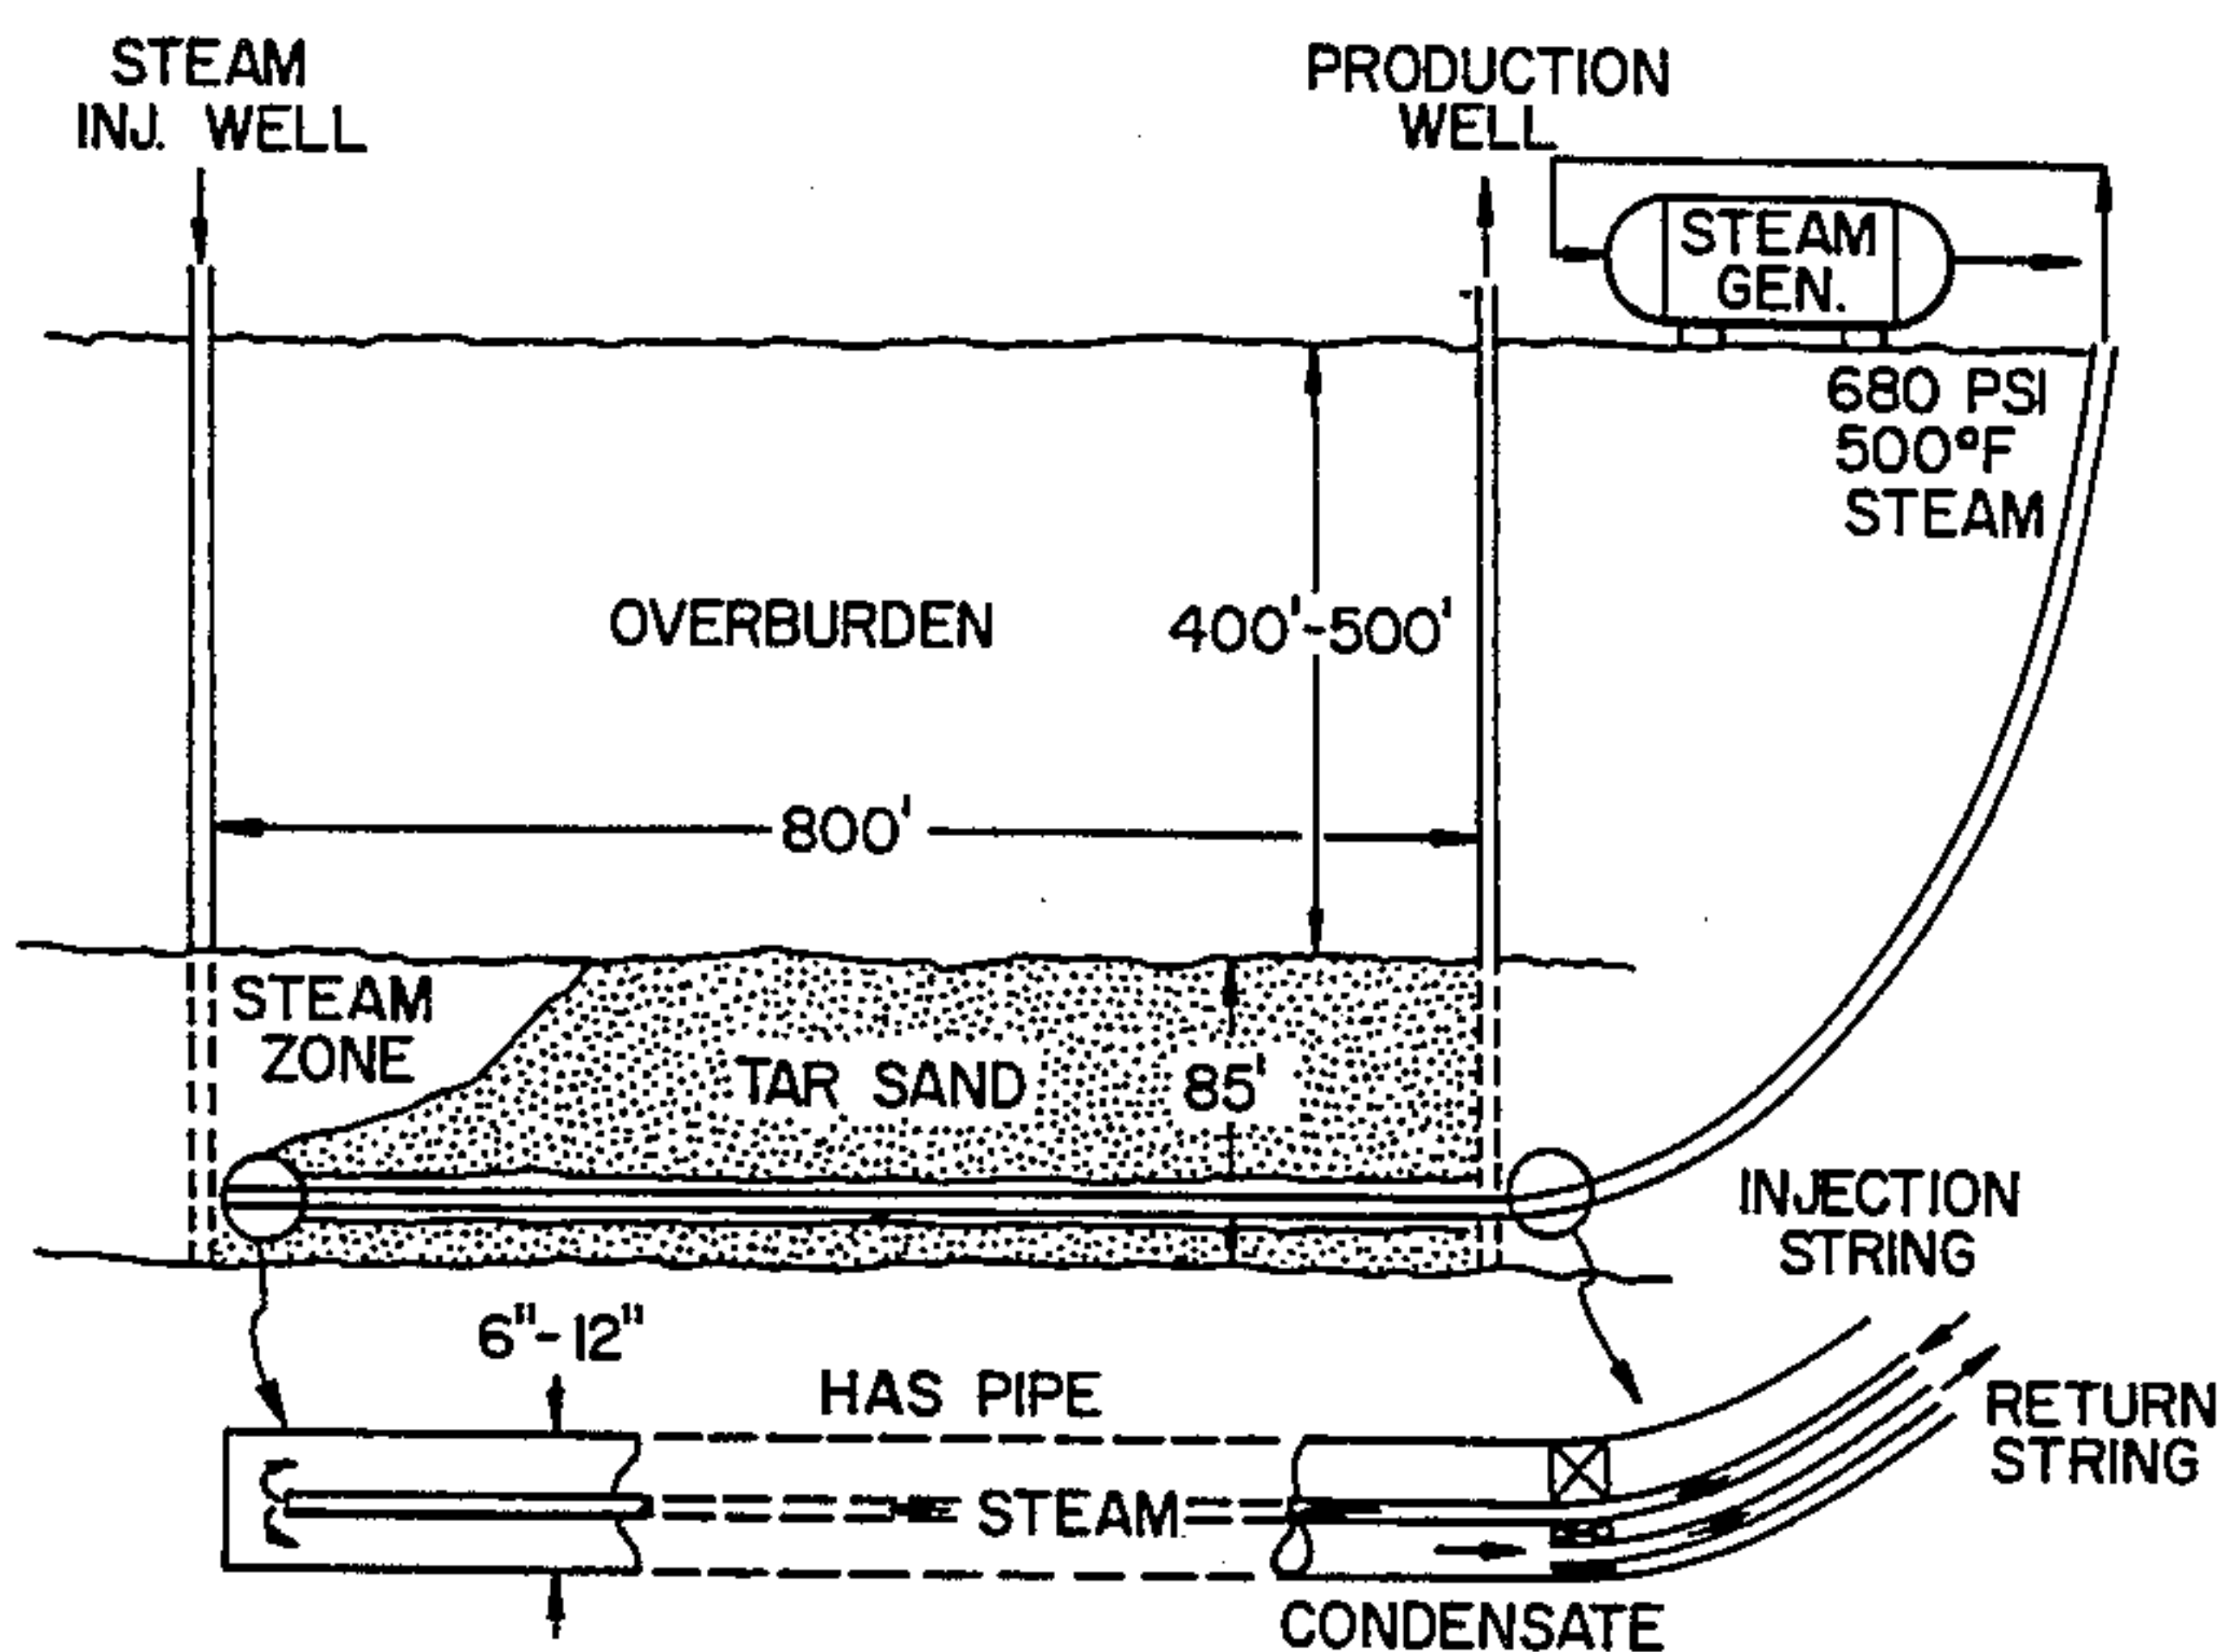 STEAM
INJ. WELL
PRODUCTION
WELL
STEAM
GEN.
680 PSI
500°F
STEAM
OVERBURDEN
400'-500'
800'
STEAM
ZONE
TAR SAND
85'
INJECTION
STRING
6"-12"
HAS PIPE
RETURN
STRING
STEAM
CONDENSATE